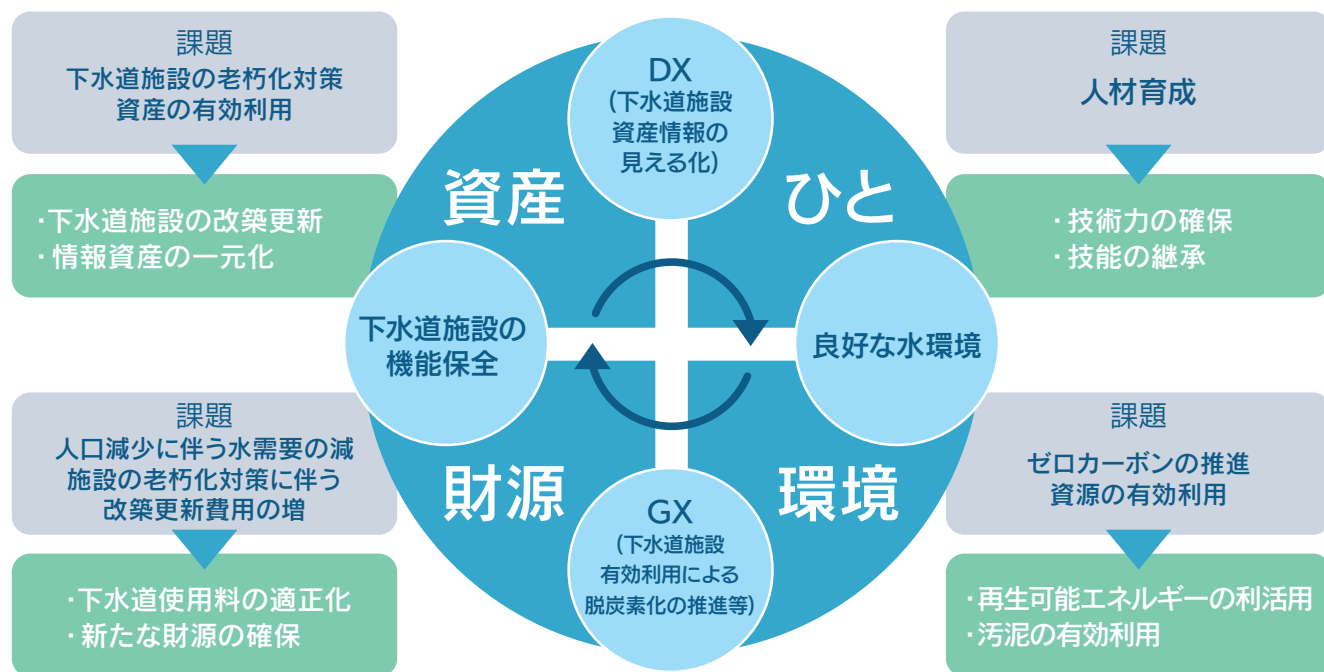 課題
下水道施設の老朽化対策
資産の有効利用
・下水道施設の改築更新
・情報資産の一元化
DX
(下水道施設
資産情報の
見える化)
課題
人材育成
・技術力の確保
・技能の継承
資産
ひと
下水道施設の
機能保全
良好な水環境
財源
環境
課題
人口減少に伴う水需要の減
施設の老朽化対策に伴う
改築更新費用の増
・下水道使用料の適正化
・新たな財源の確保
GX
(下水道施設
有効利用による
脱炭素化の推進等)
課題
ゼロカーボンの推進
資源の有効利用
・再生可能エネルギーの利活用
・汚泥の有効利用